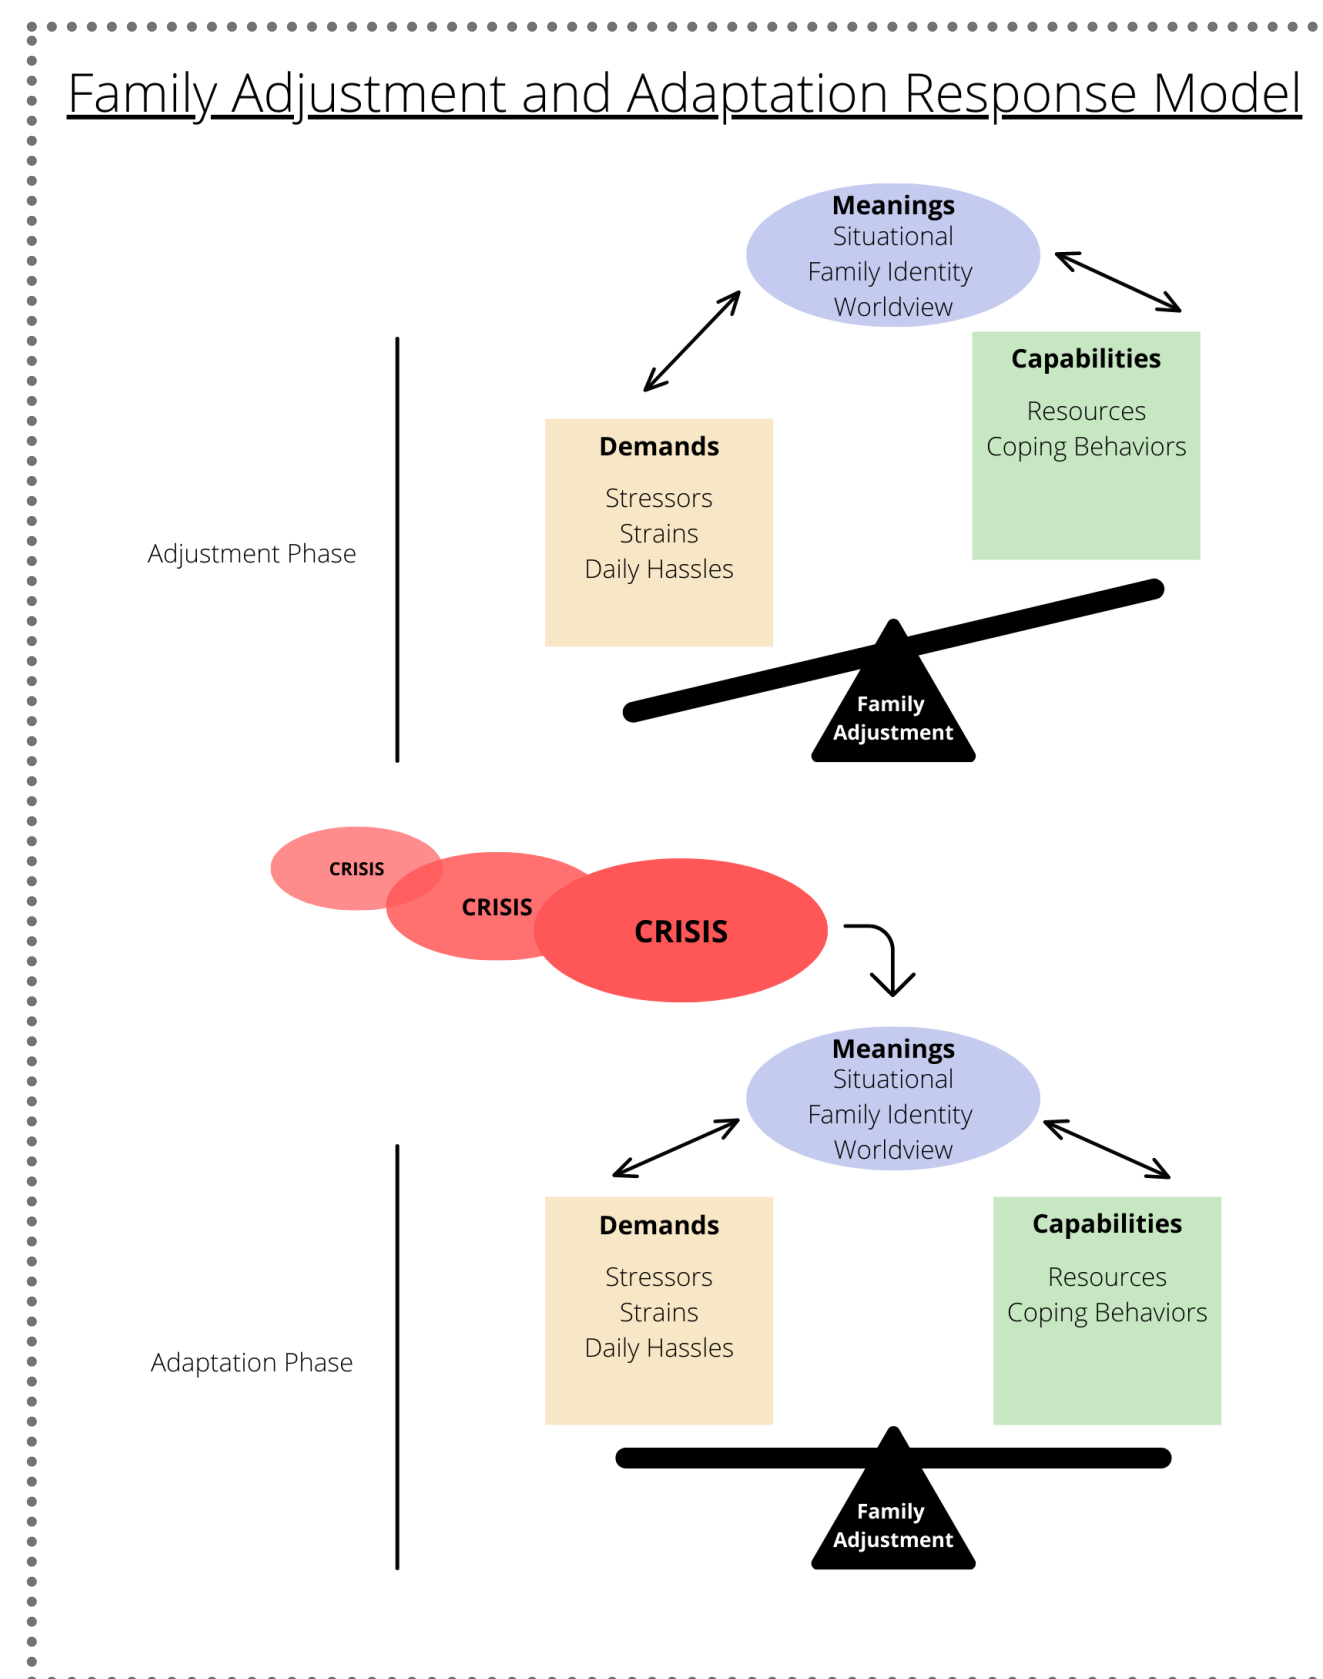 Family Adjustment and Adaptation Response Model
Meanings
Situational
Family Identity
Worldview
Capabilities
Resources
Coping Behaviors
Demands
Stressors
Strains
Daily Hassles
Adjustment Phase
Family
Adjustment
CRISIS
CRISIS
CRISIS
Meanings
Situational
Family Identity
Worldview
Demands
Stressors
Strains
Daily Hassles
Capabilities
Resources
Coping Behaviors
Adaptation Phase
Family
Adjustment